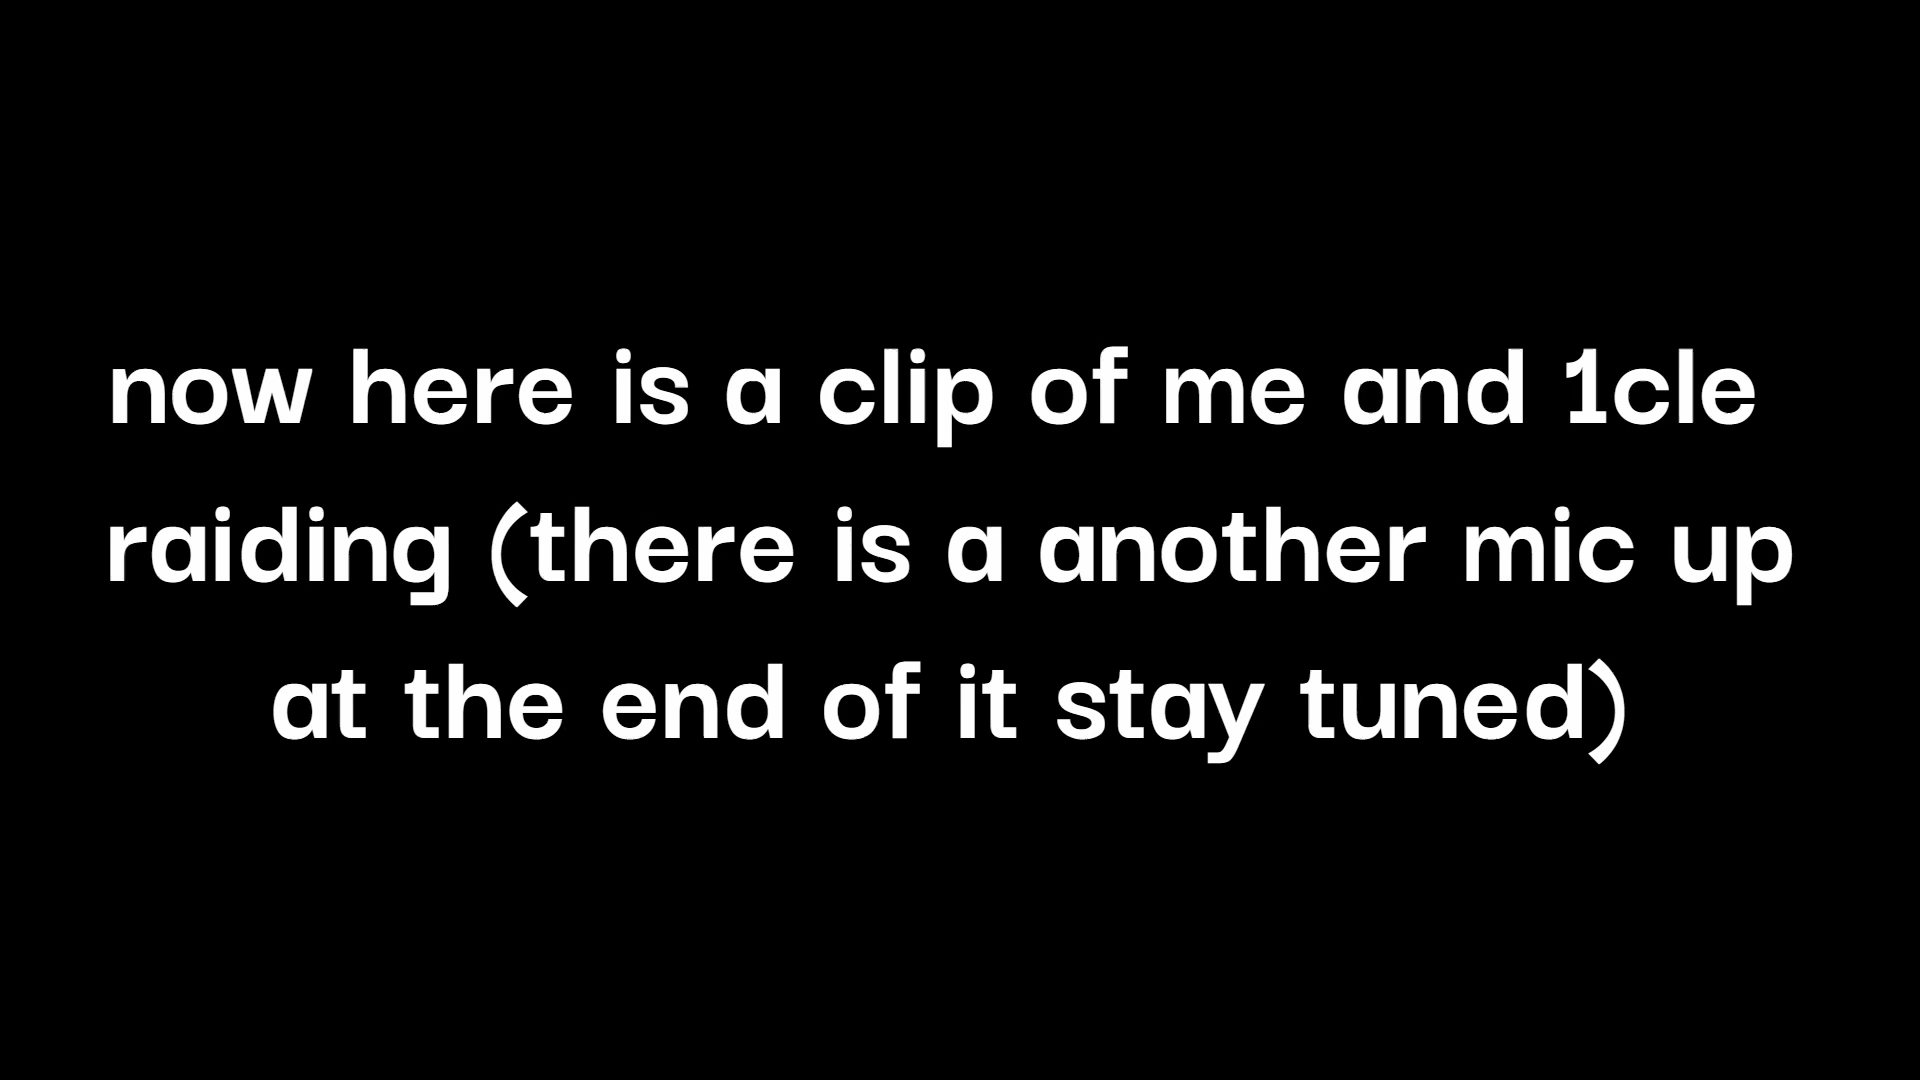 now here is a clip of me and 1cle
raiding (there is a another mic up
at the end of it stay tuned)